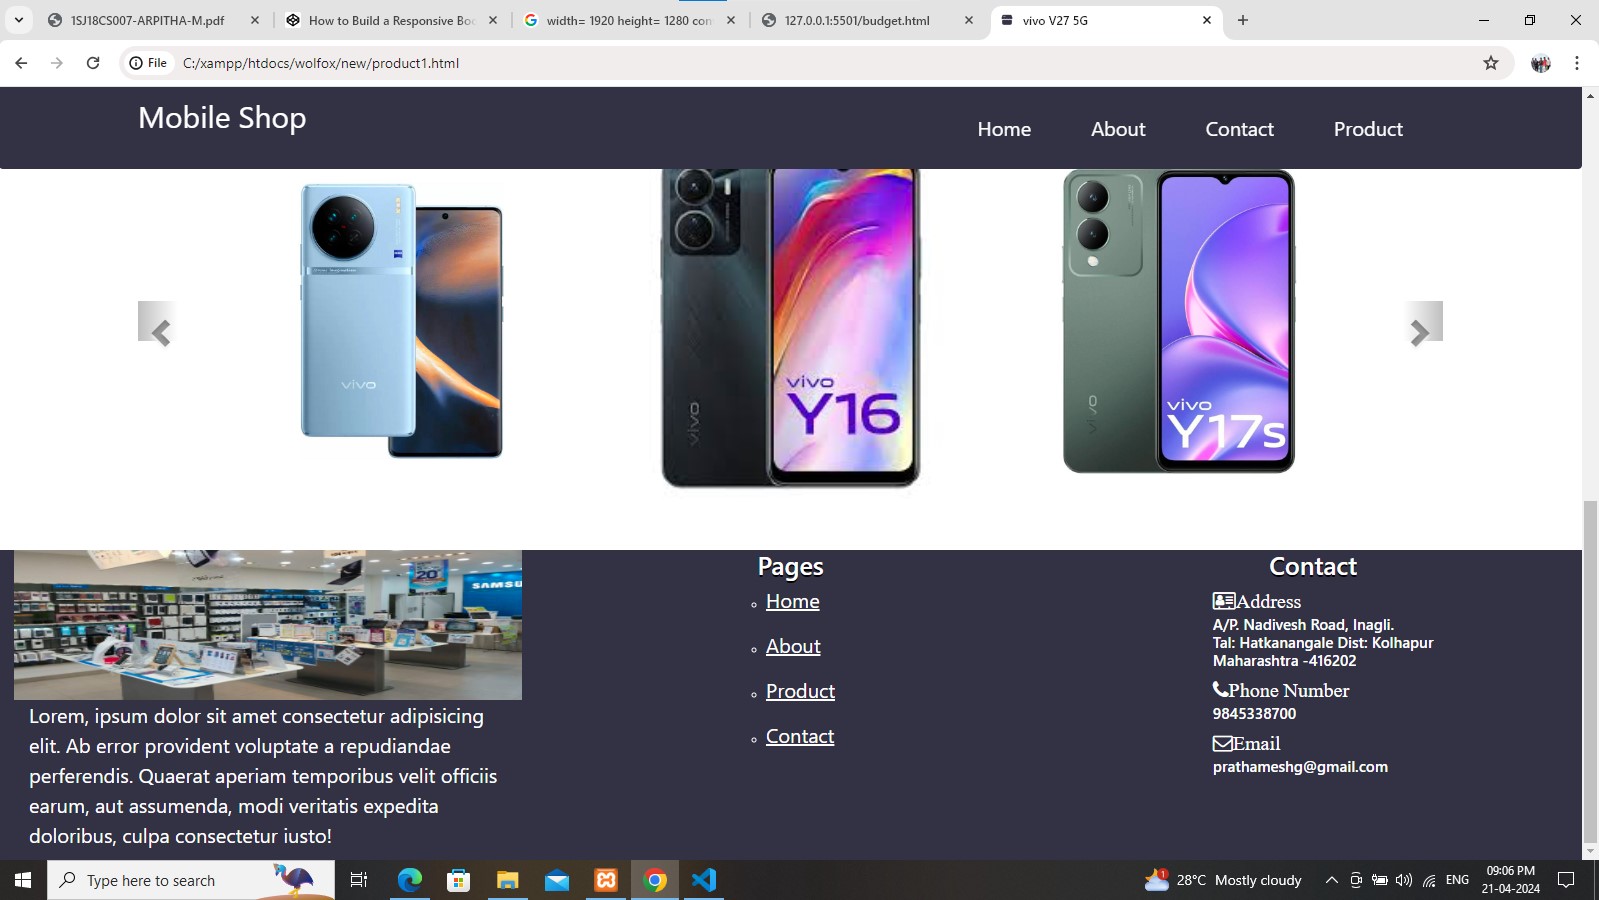 1SJ18CS007-ARPITHA-M.pdf
How to Build a Responsive Boo
width= 1920 height= 1280 con
127.0.0.1:5501/budget.html
vivo V27 5G
File
C:/xampp/htdocs/wolfox/new/product1.html
Mobile Shop
Home
About
Contact
Product
vivo
vivo
vivo
Y16
vivo
vivo
Y17s
20
SAMSU
Lorem, ipsum dolor sit amet consectetur adipisicing
elit. Ab error provident voluptate a repudiandae
perferendis. Quaerat aperiam temporibus velit officiis
earum, aut assumenda, modi veritatis expedita
doloribus, culpa consectetur iusto!
Pages
Home
About
Product
Contact
Contact
Address
A/P. Nadivesh Road, Inagli.
Tal: Hatkanangale Dist: Kolhapur
Maharashtra -416202
Phone Number
9845338700
Email
prathameshg@gmail.com
Type here to search
1
28°C Mostly cloudy
ENG
09:06 PM
21-04-2024